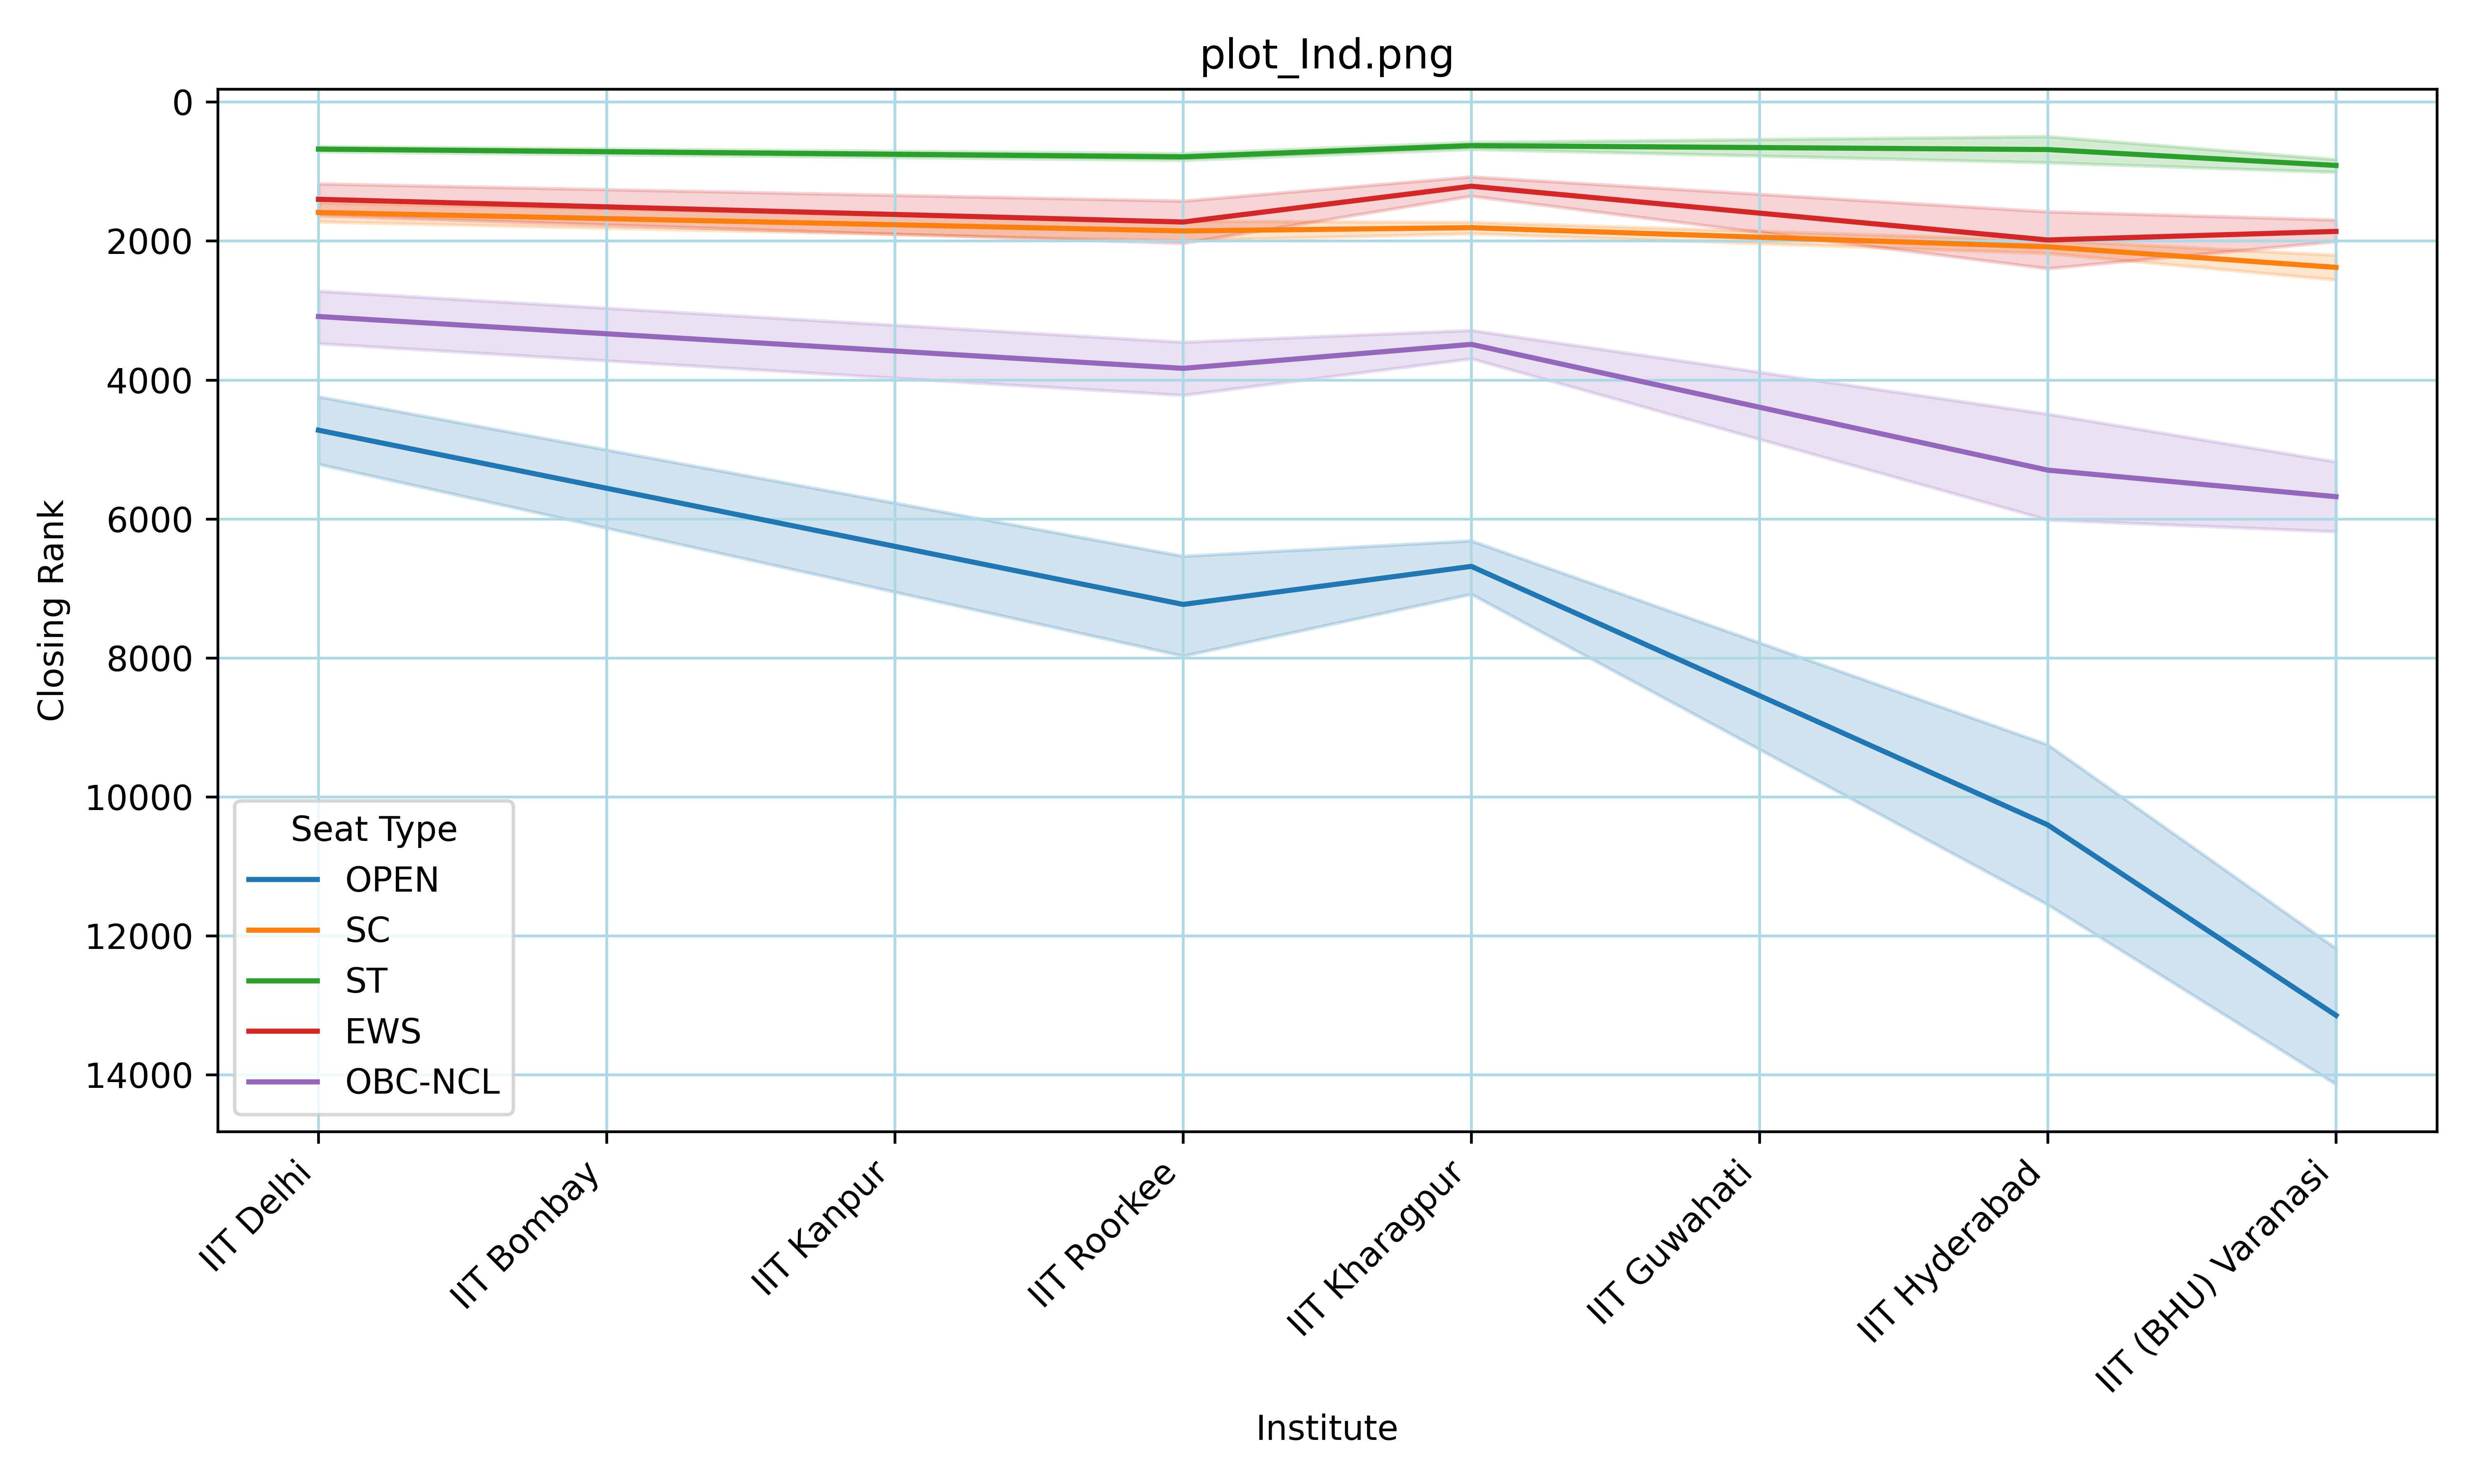 plot_Ind.png
0
2000
4000
6000
8000
10000
12000
14000
Closing Rank
Seat Type
OPEN
SC
ST
EWS
OBC-NCL
IIT Delhi
IIT Bombay
IIT Kanpur
IIT Roorkee
IIT Kharagpur
IIT Guwahati
IIT Hyderabad
IIT (BHU) Varanasi
Institute